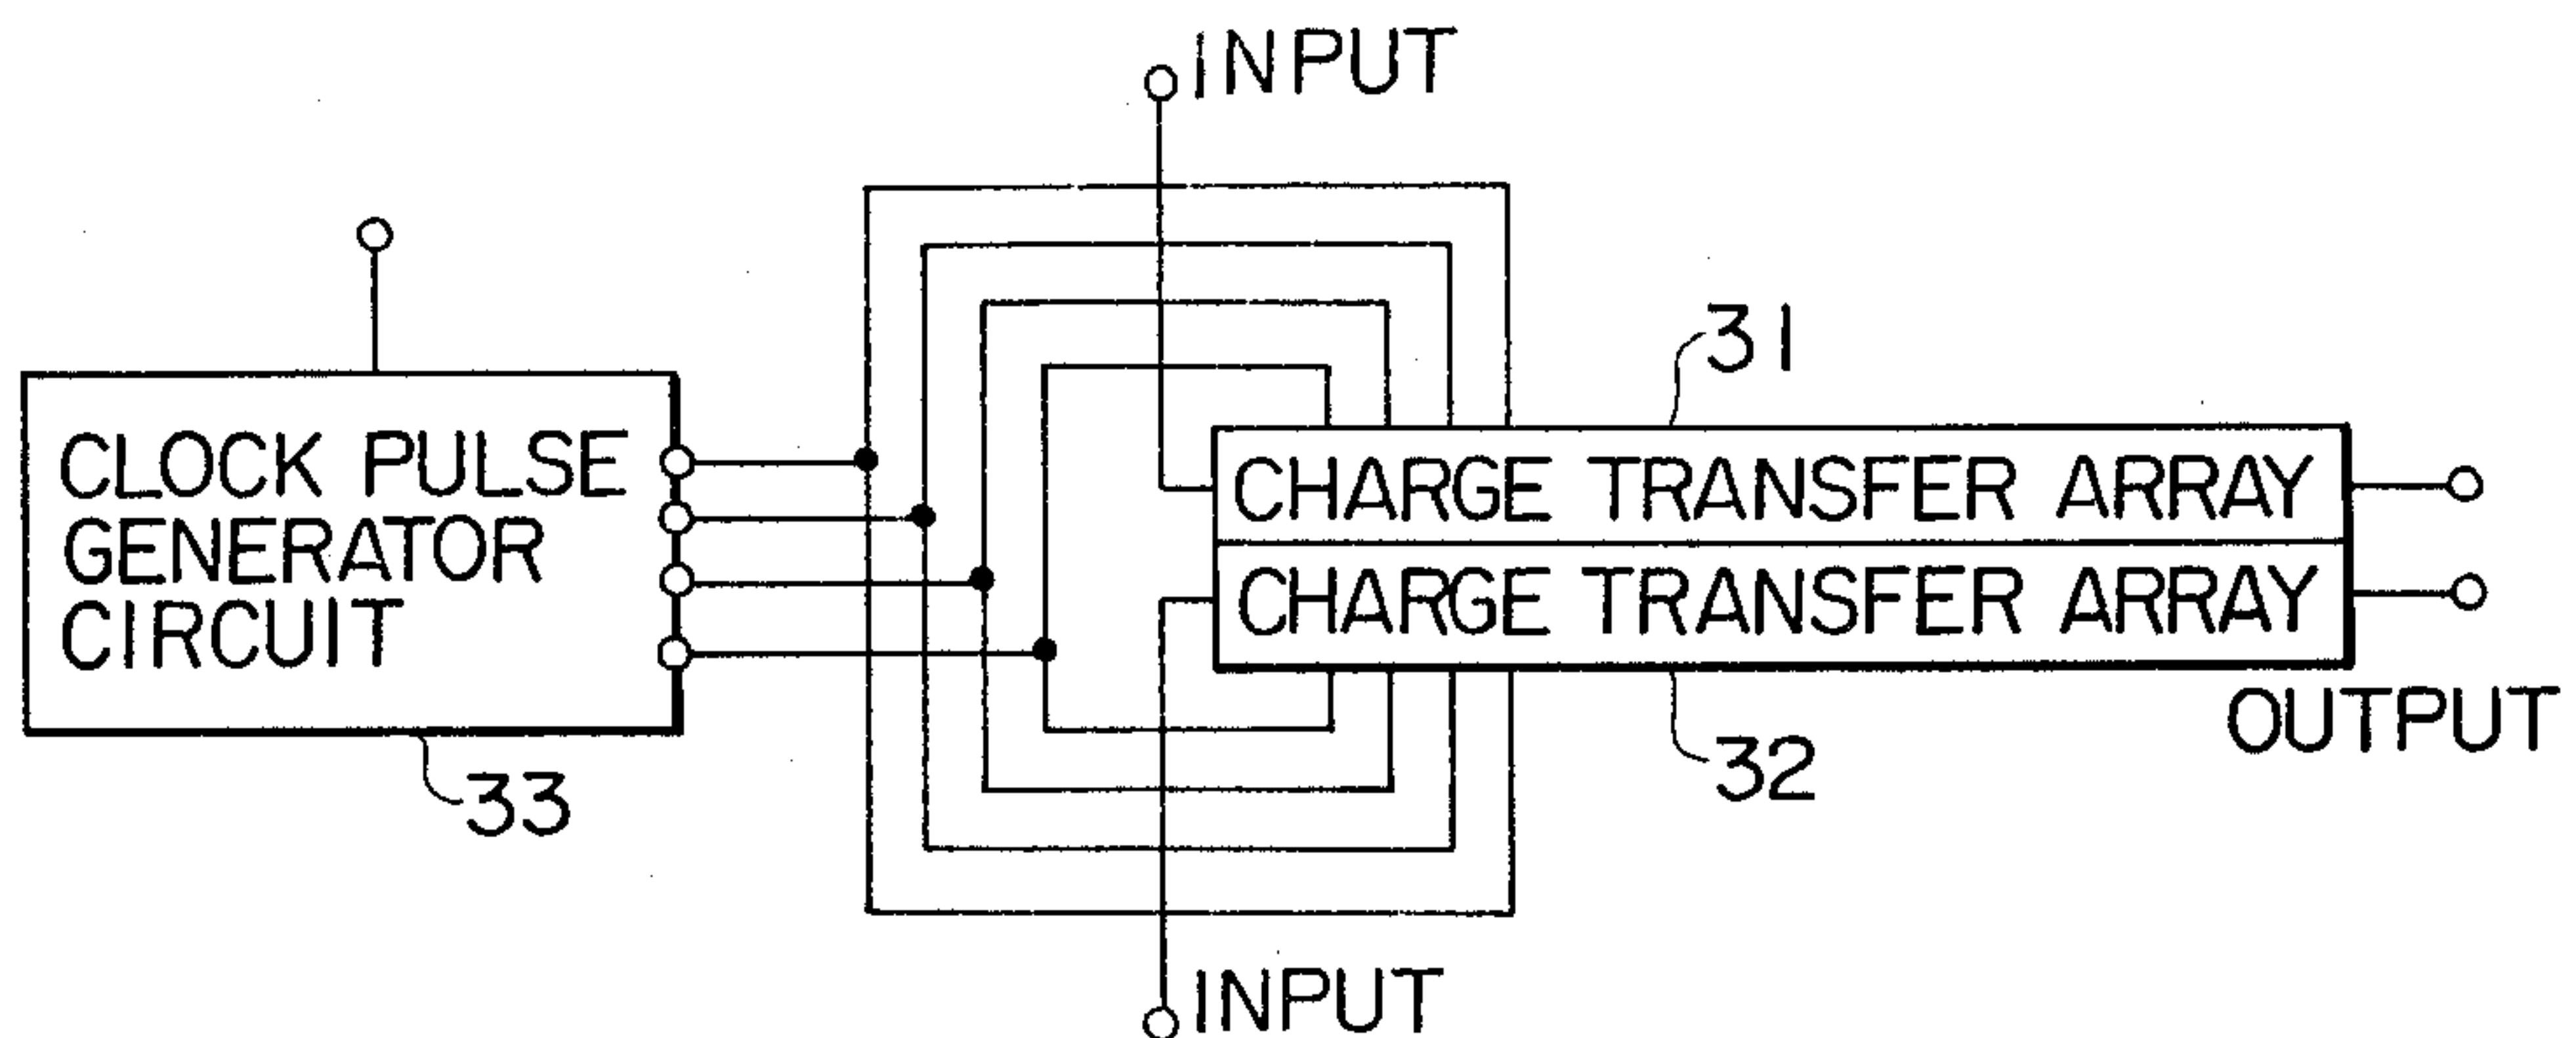 INPUT
31
CLOCK PULSE
GENERATOR
CIRCUIT
CHARGE TRANSFER ARRAY
CHARGE TRANSFER ARRAY
OUTPUT
32
33
INPUT